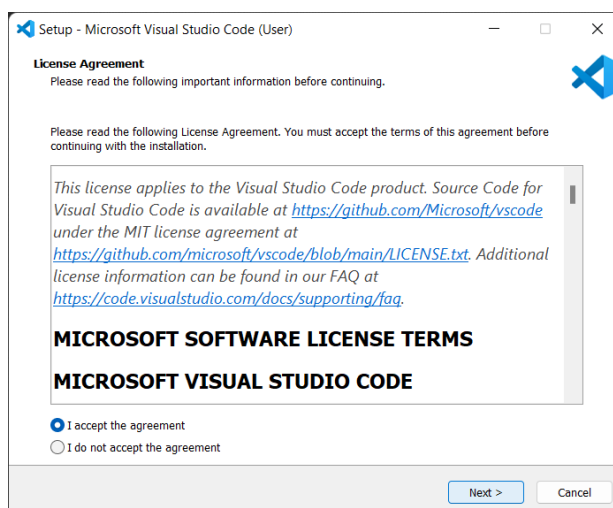 Setup - Microsoft Visual Studio Code (User)
License Agreement
Please read the following important information before continuing.
Please read the following License Agreement. You must accept the terms of this agreement before
continuing with the installation.
This license applies to the Visual Studio Code product. Source Code for
Visual Studio Code is available at https://github.com/Microsoft/vscode
under the MIT license agreement at
https://github.com/microsoft/vscode/blob/main/LICENSE.txt. Additional
license information can be found in our FAQ at
https://code.visualstudio.com/docs/supporting/faq.
MICROSOFT SOFTWARE LICENSE TERMS
MICROSOFT VISUAL STUDIO CODE
I accept the agreement
I do not accept the agreement
Next >
Cancel